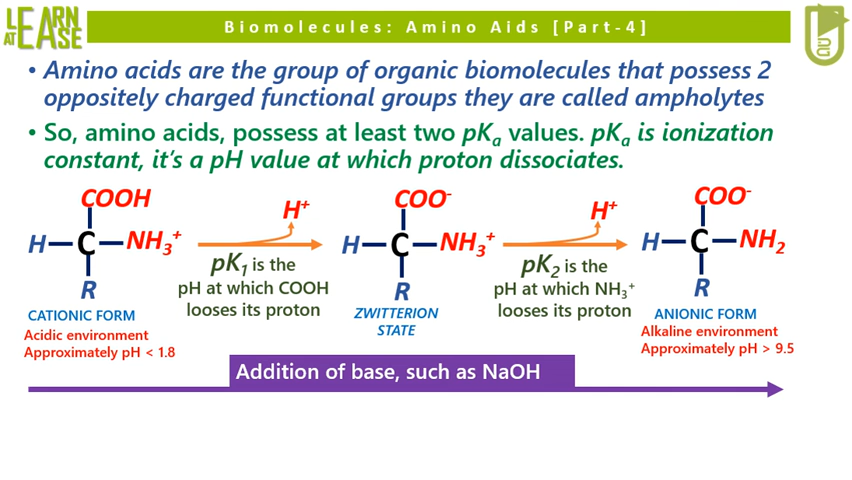 LEARN
AT EASE
Biomolecules: Amino Aids [Part-4]
• Amino acids are the group of organic biomolecules that possess 2
oppositely charged functional groups they are called ampholytes
• So, amino acids, possess at least two pKa values. pKa is ionization
constant, it's a pH value at which proton dissociates.
COOH
H C NH3+
R
CATIONIC FORM
Acidic environment
Approximately pH < 1.8
H+
pK1 is the
pH at which COOH
looses its proton
COO-
H C NH3+
R
ZWITTERION
STATE
H+
pK2 is the
pH at which NH3+
looses its proton
COO-
H C NH2
R
ANIONIC FORM
Alkaline environment
Approximately pH > 9.5
Addition of base, such as NaOH